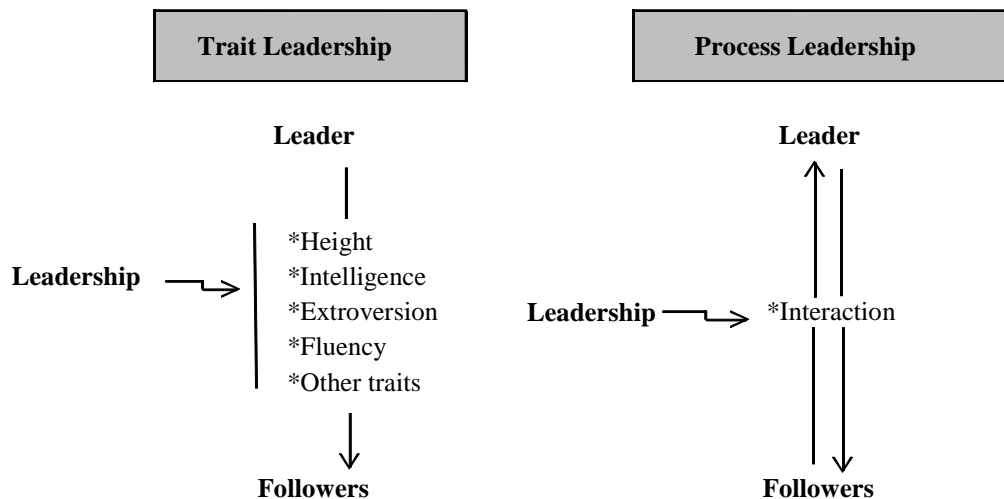 Trait Leadership
Leader
*Height
*Intelligence
*Extroversion
*Fluency
*Other traits
Leadership
Followers
Process Leadership
Leader
Leadership
*Interaction
Followers